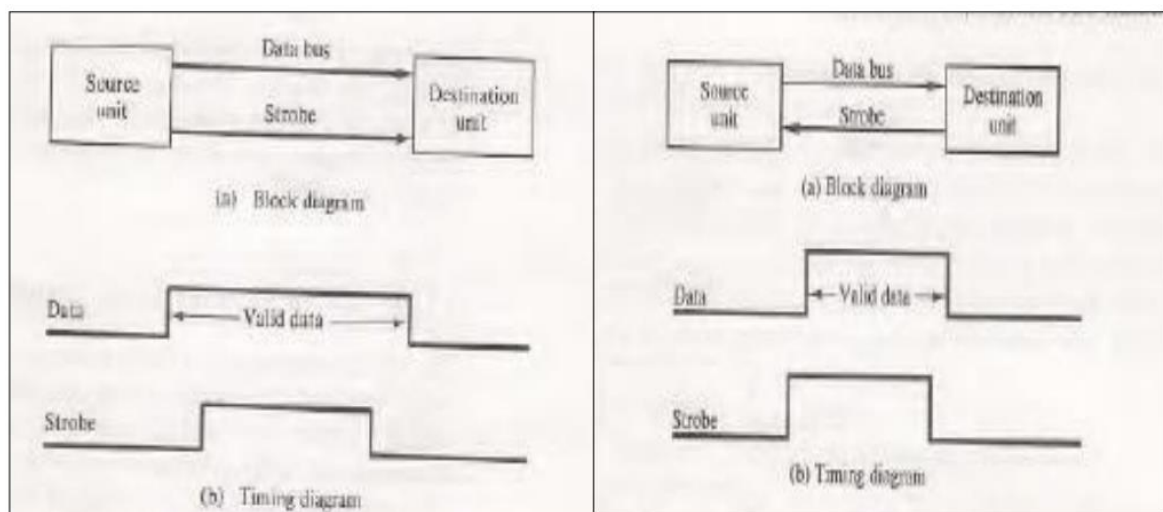 Data bus
Source
unit
Destination
unit
Strobe
(a) Block diagram
Data
Valid data
Strobe
(b) Timing diagram
Data bus
Source
unit
Destination
unit
Strobe
(a) Block diagram
Data
Valid data
Strobe
(b) Timing diagram